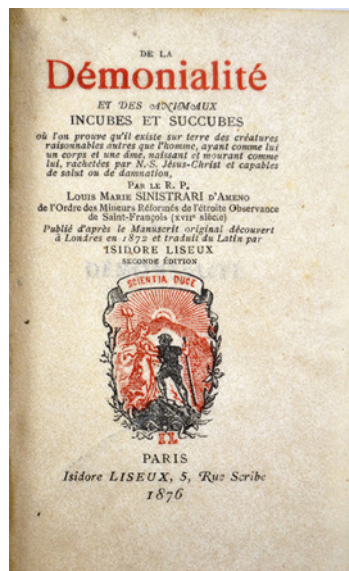 DE LA
Démonialité
ET DES ANIMAUX
INCUBES ET SUCCUBES
où l'on prouve qu'il existe sur terre des créatures
raisonnables autres que l'homme, ayant comme lui
un corps et une âme, naissant et mourant comme
lui, rachetées par N.-S. Jésus-Christ et capables
de salut ou de damnation,
PAR LE R. P.
LOUIS MARIE SINISTRARI D'AMENO
de l'Ordre des Mineurs Réformés de l'étroite Observance
de Saint-François (XVIIe siècle)
Publié d'après le Manuscrit original découvert
à Londres en 1872 et traduit du Latin par
ISIDORE LISEUX
SECONDE ÉDITION
SCIENTIA DUCE
IL
PARIS
Isidore LISEUX, 5, Rue Scribe
1876